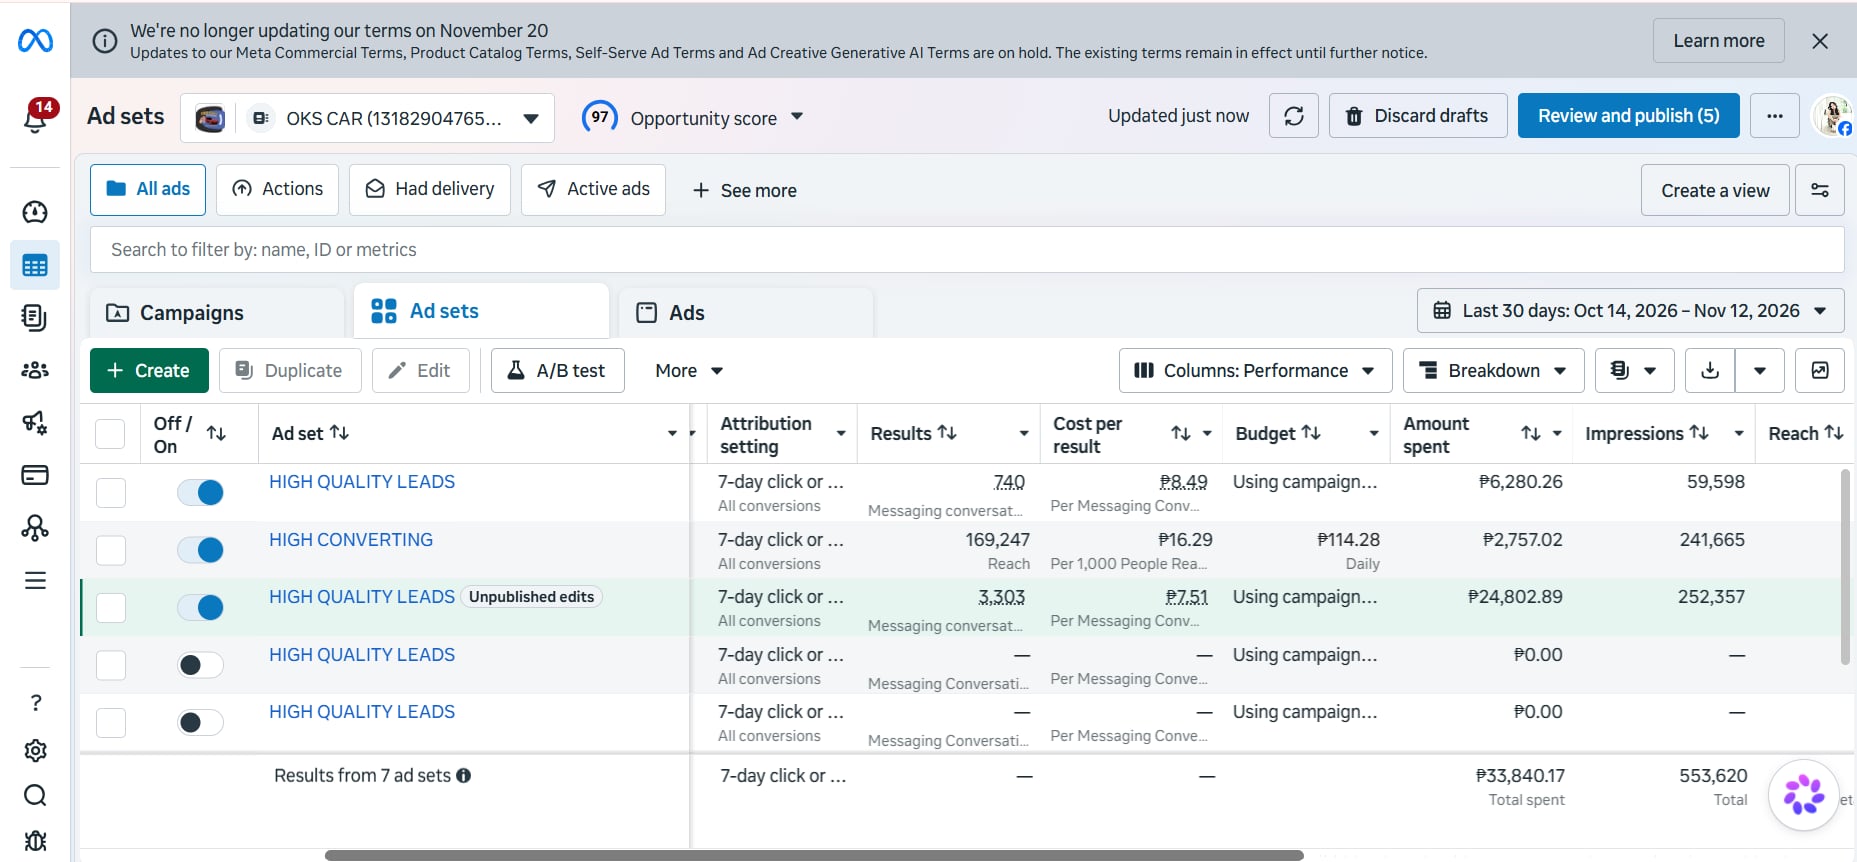 We're no longer updating our terms on November 20
Updates to our Meta Commercial Terms, Product Catalog Terms, Self-Serve Ad Terms and Ad Creative Generative AI Terms are on hold. The existing terms remain in effect until further notice.
Learn more
14
Ad sets
OKS CAR (13182904765...
97
Opportunity score
Updated just now
Discard drafts
Review and publish (5)
...
All ads
Actions
Had delivery
Active ads
+ See more
Create a view
Search to filter by: name, ID or metrics
Campaigns
Ad sets
Ads
Last 30 days: Oct 14, 2026 – Nov 12, 2026
+ Create
Duplicate
Edit
A/B test
More
Columns: Performance
Breakdown
Off / On
Ad set
Attribution setting
Results
Cost per result
Budget
Amount spent
Impressions
Reach
HIGH QUALITY LEADS
7-day click or ...
All conversions
740
Messaging conversat...
₱8.49
Per Messaging Conv...
Using campaign...
₱6,280.26
59,598
HIGH CONVERTING
7-day click or ...
All conversions
169,247
Reach
₱16.29
Per 1,000 People Rea...
₱114.28
Daily
₱2,757.02
241,665
HIGH QUALITY LEADS
Unpublished edits
7-day click or ...
All conversions
3,303
Messaging conversat...
₱7.51
Per Messaging Conv...
Using campaign...
₱24,802.89
252,357
HIGH QUALITY LEADS
7-day click or ...
All conversions
—
Messaging Conversati...
—
Per Messaging Conve...
Using campaign...
₱0.00
—
HIGH QUALITY LEADS
7-day click or ...
All conversions
—
Messaging Conversati...
—
Per Messaging Conve...
Using campaign...
₱0.00
—
Results from 7 ad sets
7-day click or ...
—
—
₱33,840.17
Total spent
553,620
Total
?